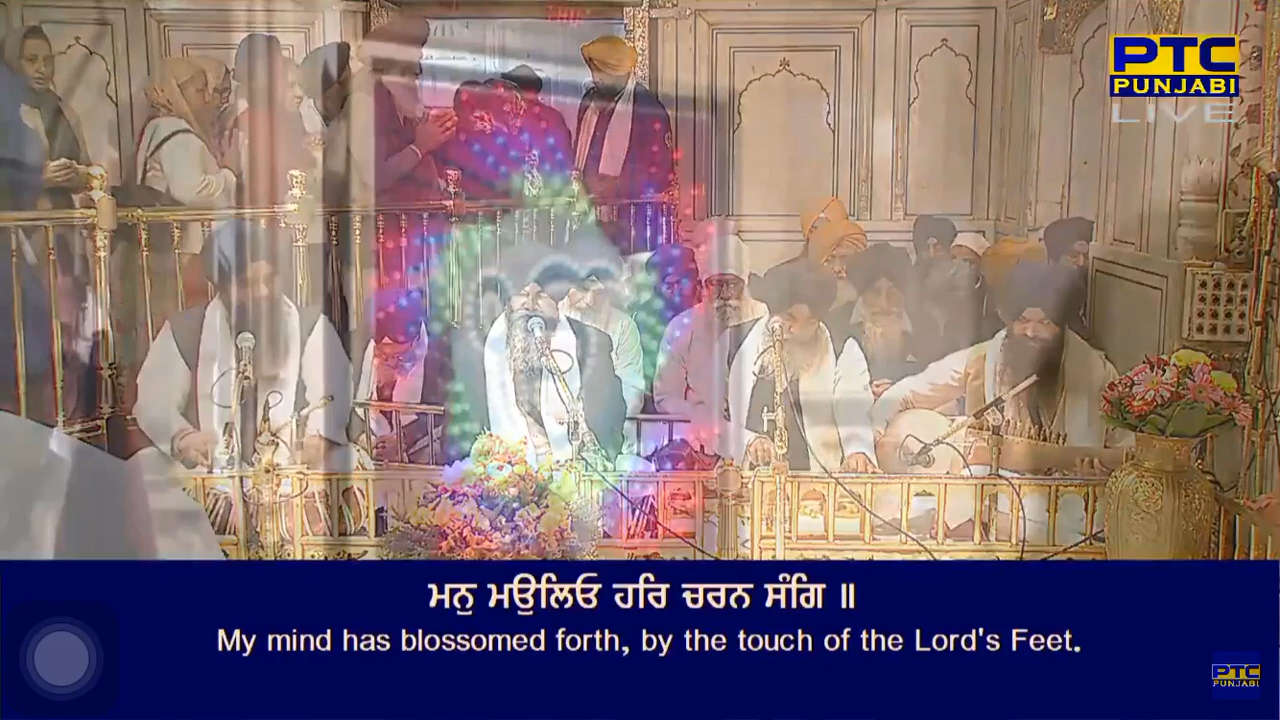 PTC
PUNJABI
LIVE
ਮਨੁ ਮਉਲਿਓ ਹਰਿ ਚਰਨ ਸੰਗਿ ॥
My mind has blossomed forth, by the touch of the Lord's Feet.
PTC
PUNJABI